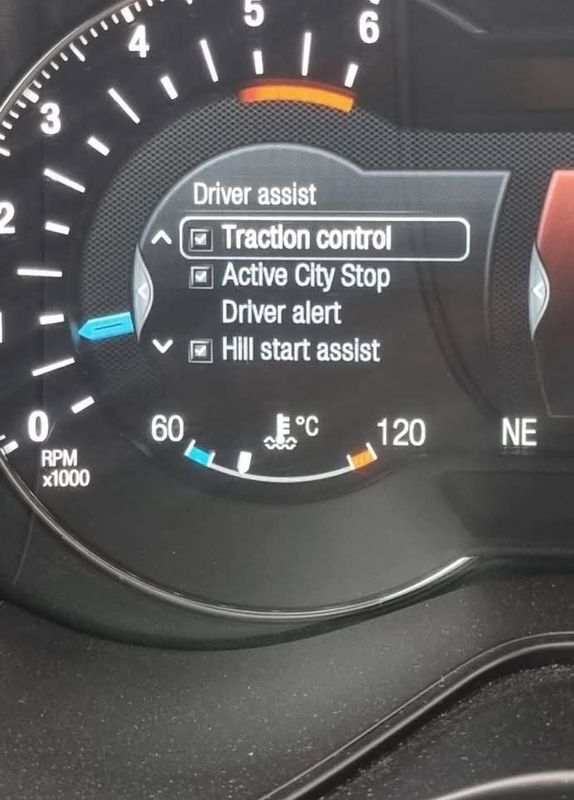 5
6
4
3
2
1
0
RPM
x1000
Driver assist
Traction control
Active City Stop
Driver alert
Hill start assist
60 °C 120
NE